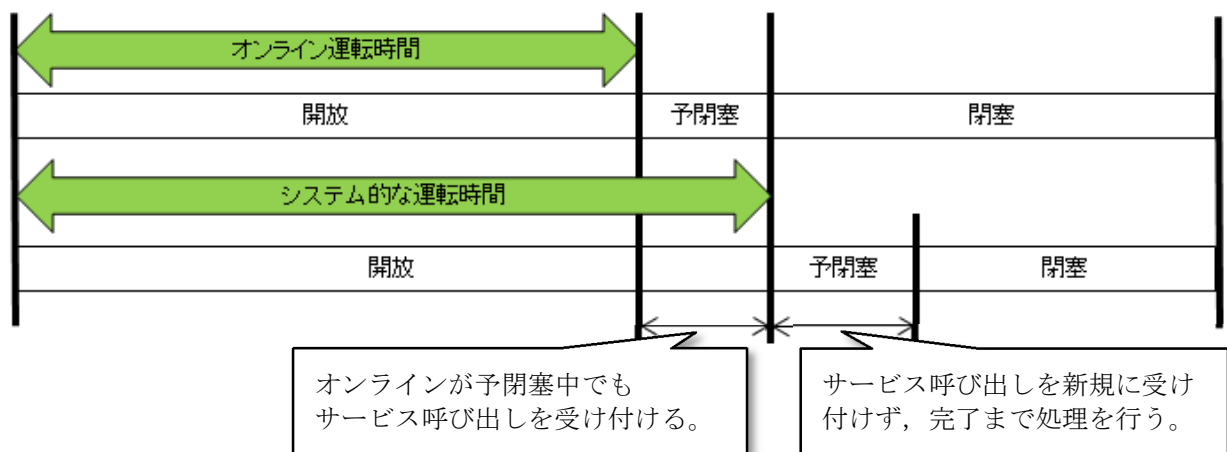 オンライン運転時間
開放
予閉塞
閉塞
システム的な運転時間
開放
予閉塞
閉塞
オンラインが予閉塞中でも
サービス呼び出しを受け付ける。
サービス呼び出しを新規に受け
付けず，完了まで処理を行う。